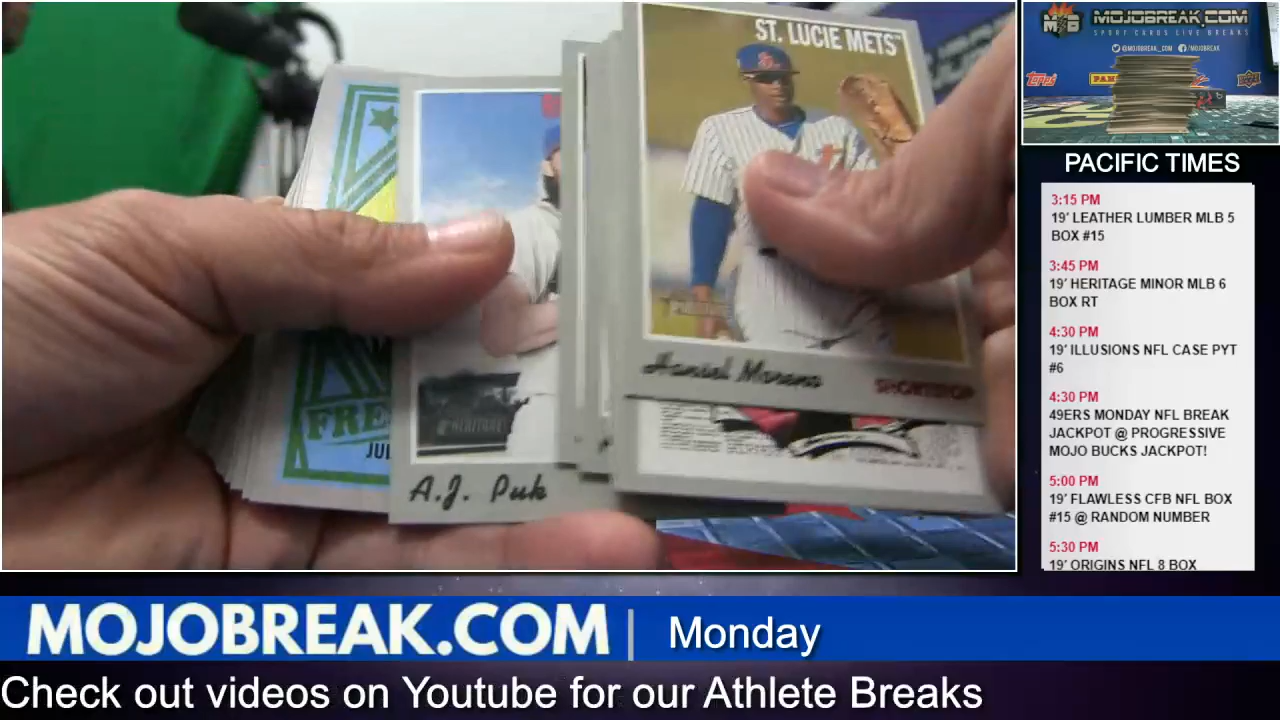 ST. LUCIE METS
MOJOBREAK.COM
SPORT CARDS LIVE BREAKS
@MOJOBREAK_COM /MOJOBREAK
topps
PACIFIC TIMES
3:15 PM
19' LEATHER LUMBER MLB 5
BOX #15
3:45 PM
19' HERITAGE MINOR MLB 6
BOX RT
4:30 PM
19' ILLUSIONS NFL CASE PYT
#6
4:30 PM
49ERS MONDAY NFL BREAK
JACKPOT @ PROGRESSIVE
MOJO BUCKS JACKPOT!
5:00 PM
19' FLAWLESS CFB NFL BOX
#15 @ RANDOM NUMBER
5:30 PM
19' ORIGINS NFL 8 BOX
SHORTSTOP
HERITAGE
FRE
JUL
A.J. Puk
MOJOBREAK.COM | Monday
Check out videos on Youtube for our Athlete Breaks